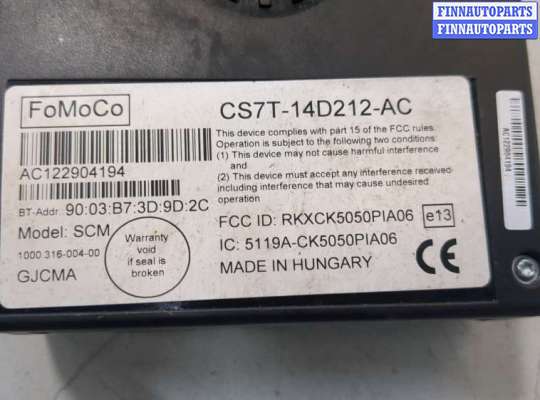 FINNAUTOPARTS
FINNAUTOPARTS
FoMoCo
CS7T-14D212-AC
This device complies with part 15 of the FCC rules.
Operation is subject to the following two conditions:
(1) This device may not cause harmful interference
and
(2) This device must accept any interference received
including interference that may cause undesired
operation
AC122904194
BT-Addr 90:03:B7:3D:9D:2C
Model: SCM
1000 316-004-00
GJCMA
Warranty
void
if seal is
broken
FCC ID: RKXCK5050PIA06
e13
IC: 5119A-CK5050PIA06
MADE IN HUNGARY
CE
AC122904194